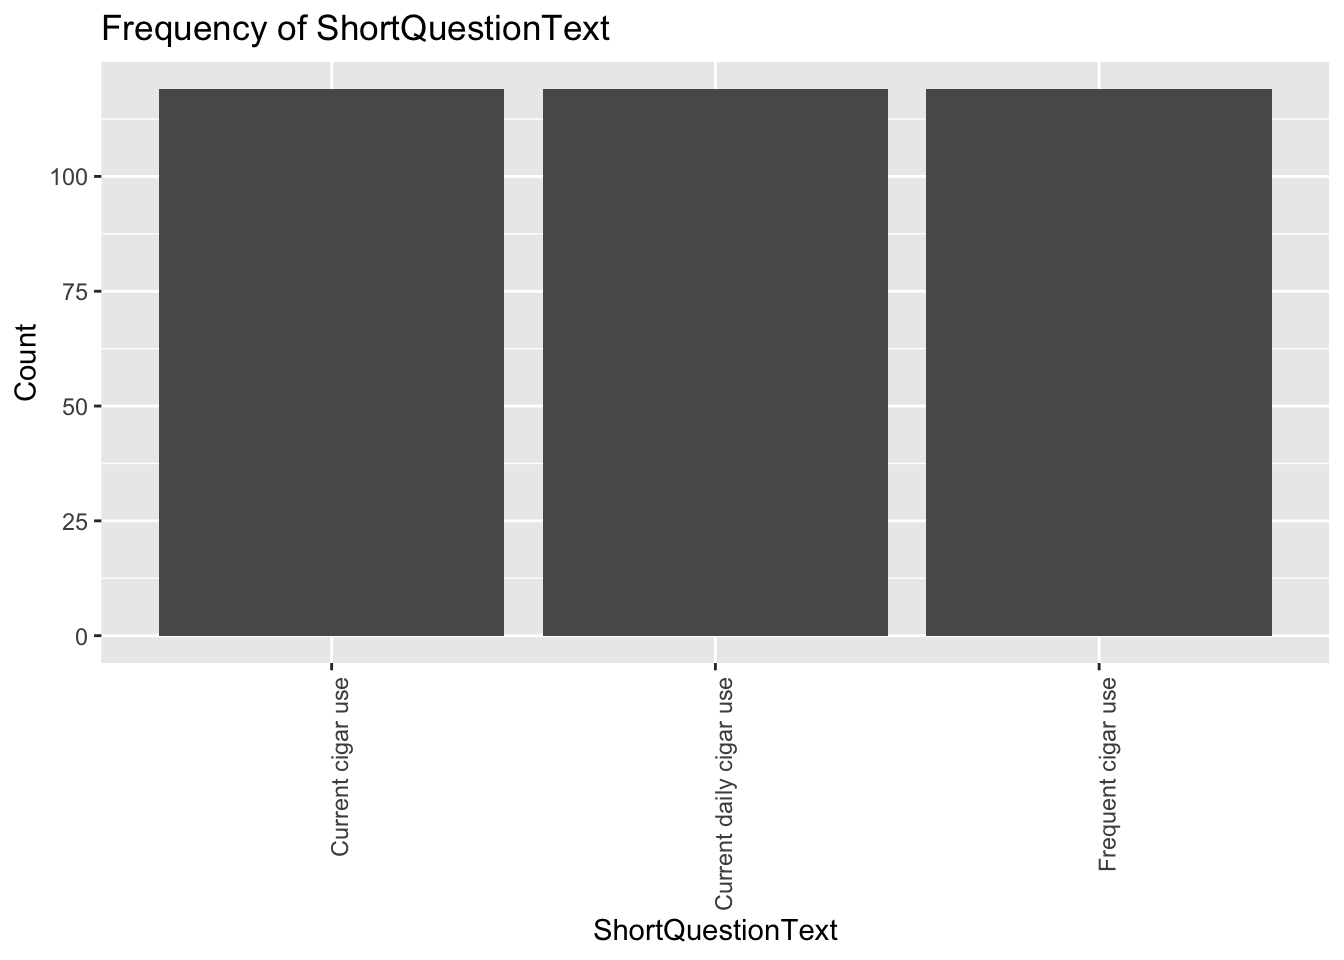 Frequency of ShortQuestionText
Count
100
75
50
25
0
Current cigar use
Current daily cigar use
Frequent cigar use
ShortQuestionText